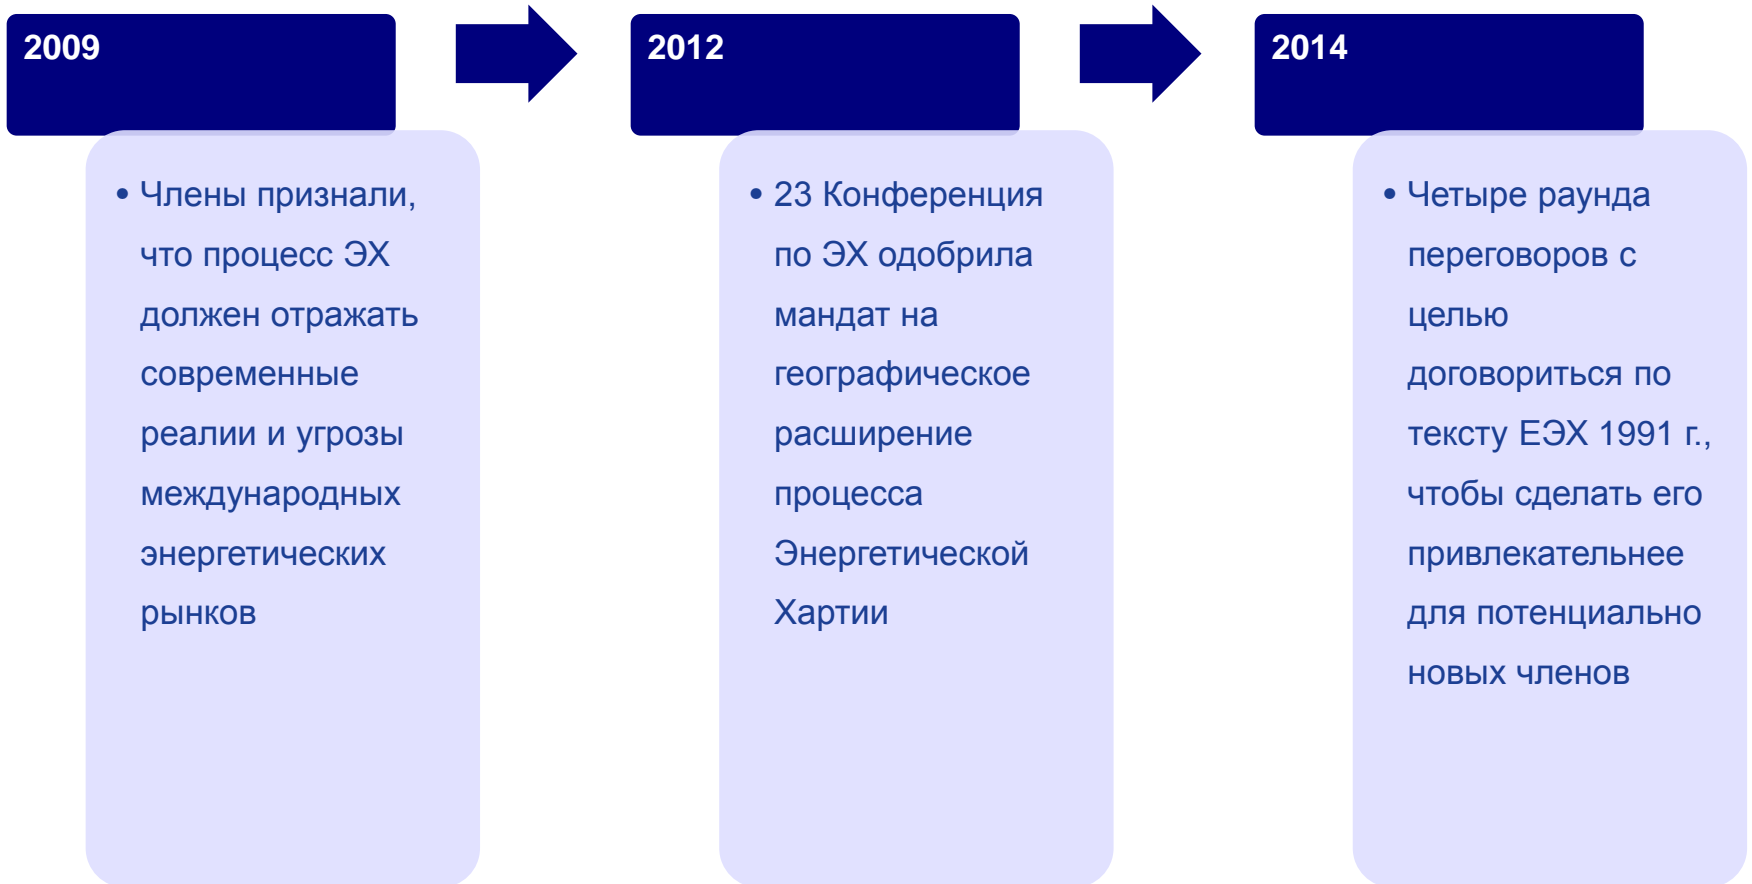 2009
• Члены признали,
что процесс ЭХ
должен отражать
современные
реалии и угрозы
международных
энергетических
рынков
2012
• 23 Конференция
по ЭХ одобрила
мандат на
географическое
расширение
процесса
Энергетической
Хартии
2014
• Четыре раунда
переговоров с
целью
договориться по
тексту ЕЭХ 1991 г.,
чтобы сделать его
привлекательнее
для потенциально
новых членов